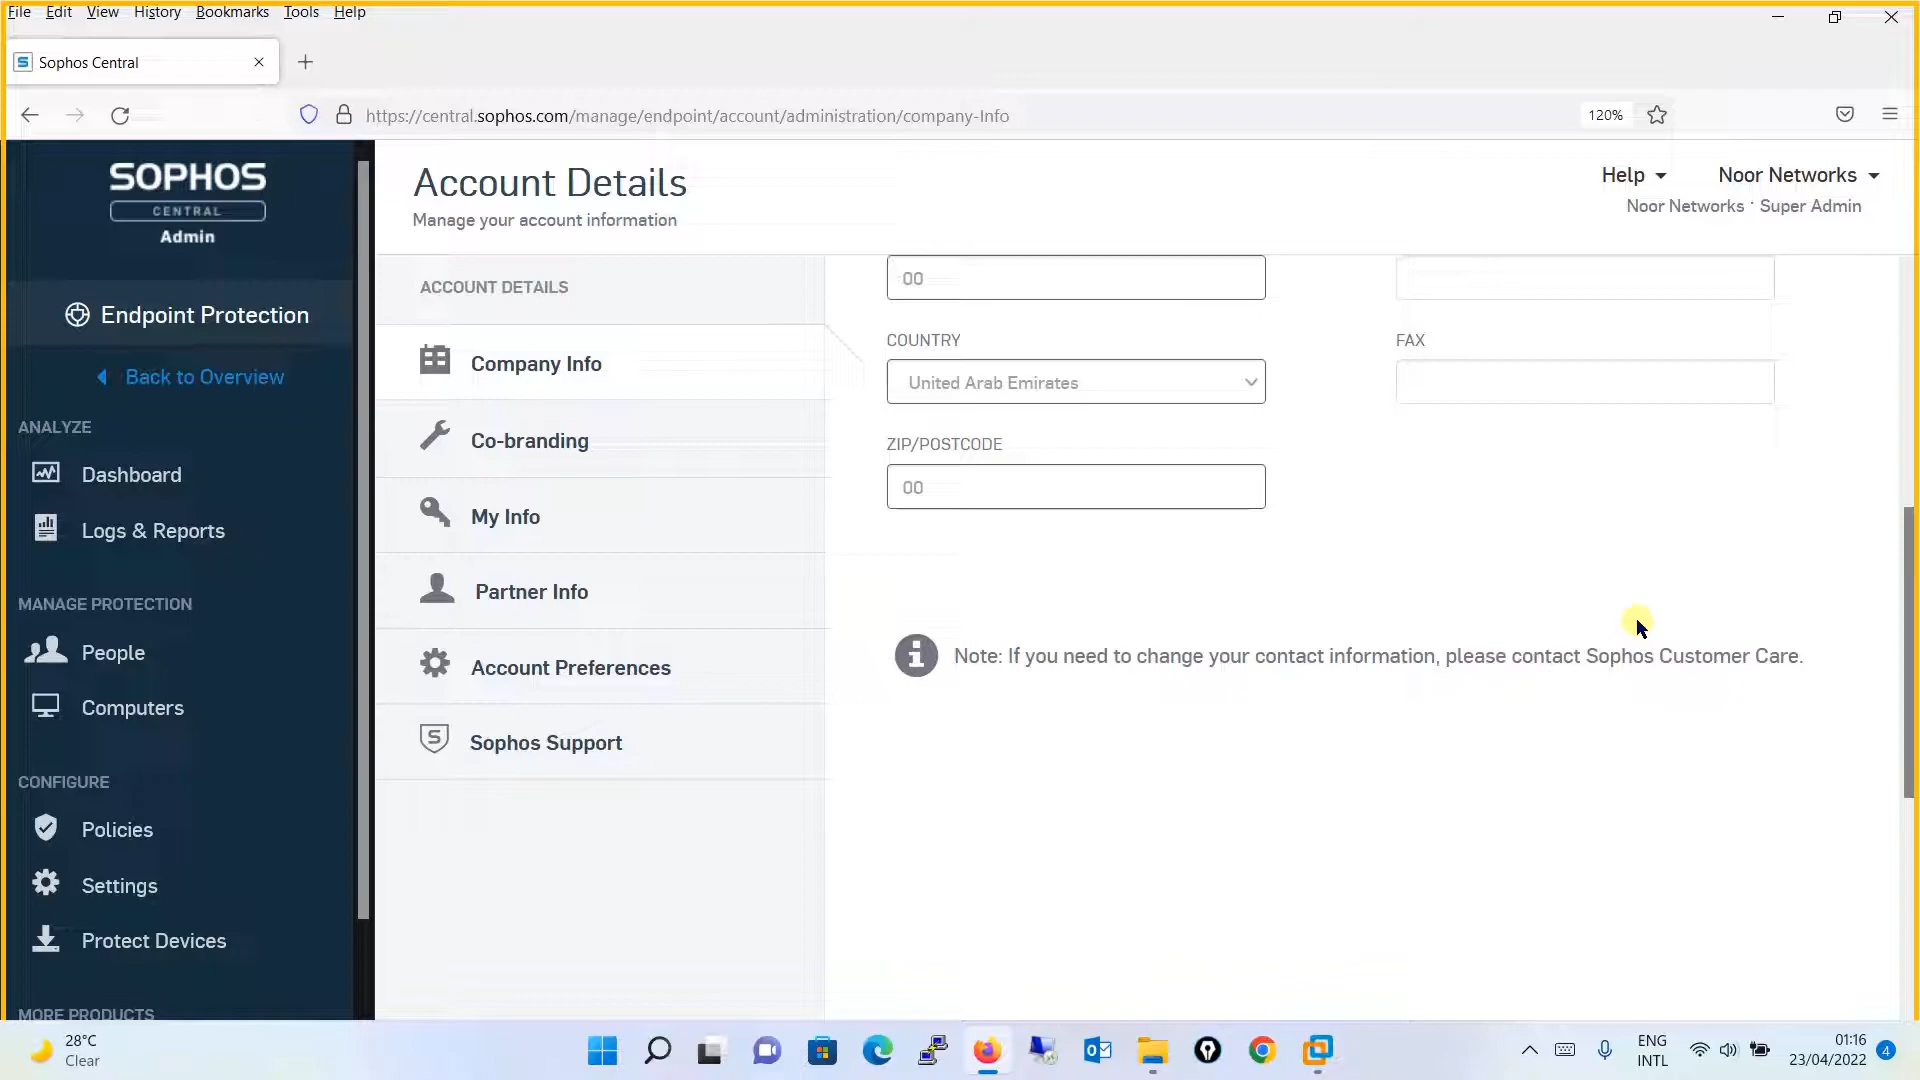 File Edit View History Bookmarks Tools Help
Sophos Central
https://central.sophos.com/manage/endpoint/account/administration/company-Info
120%
SOPHOS
CENTRAL
Admin
Endpoint Protection
Back to Overview
ANALYZE
Dashboard
Logs & Reports
MANAGE PROTECTION
People
Computers
CONFIGURE
Policies
Settings
Protect Devices
MORE PRODUCTS
Account Details
Manage your account information
Help
Noor Networks
Noor Networks · Super Admin
ACCOUNT DETAILS
Company Info
Co-branding
My Info
Partner Info
Account Preferences
Sophos Support
00
COUNTRY
FAX
United Arab Emirates
ZIP/POSTCODE
00
Note: If you need to change your contact information, please contact Sophos Customer Care.
28°C
Clear
ENG
INTL
01:16
23/04/2022
4